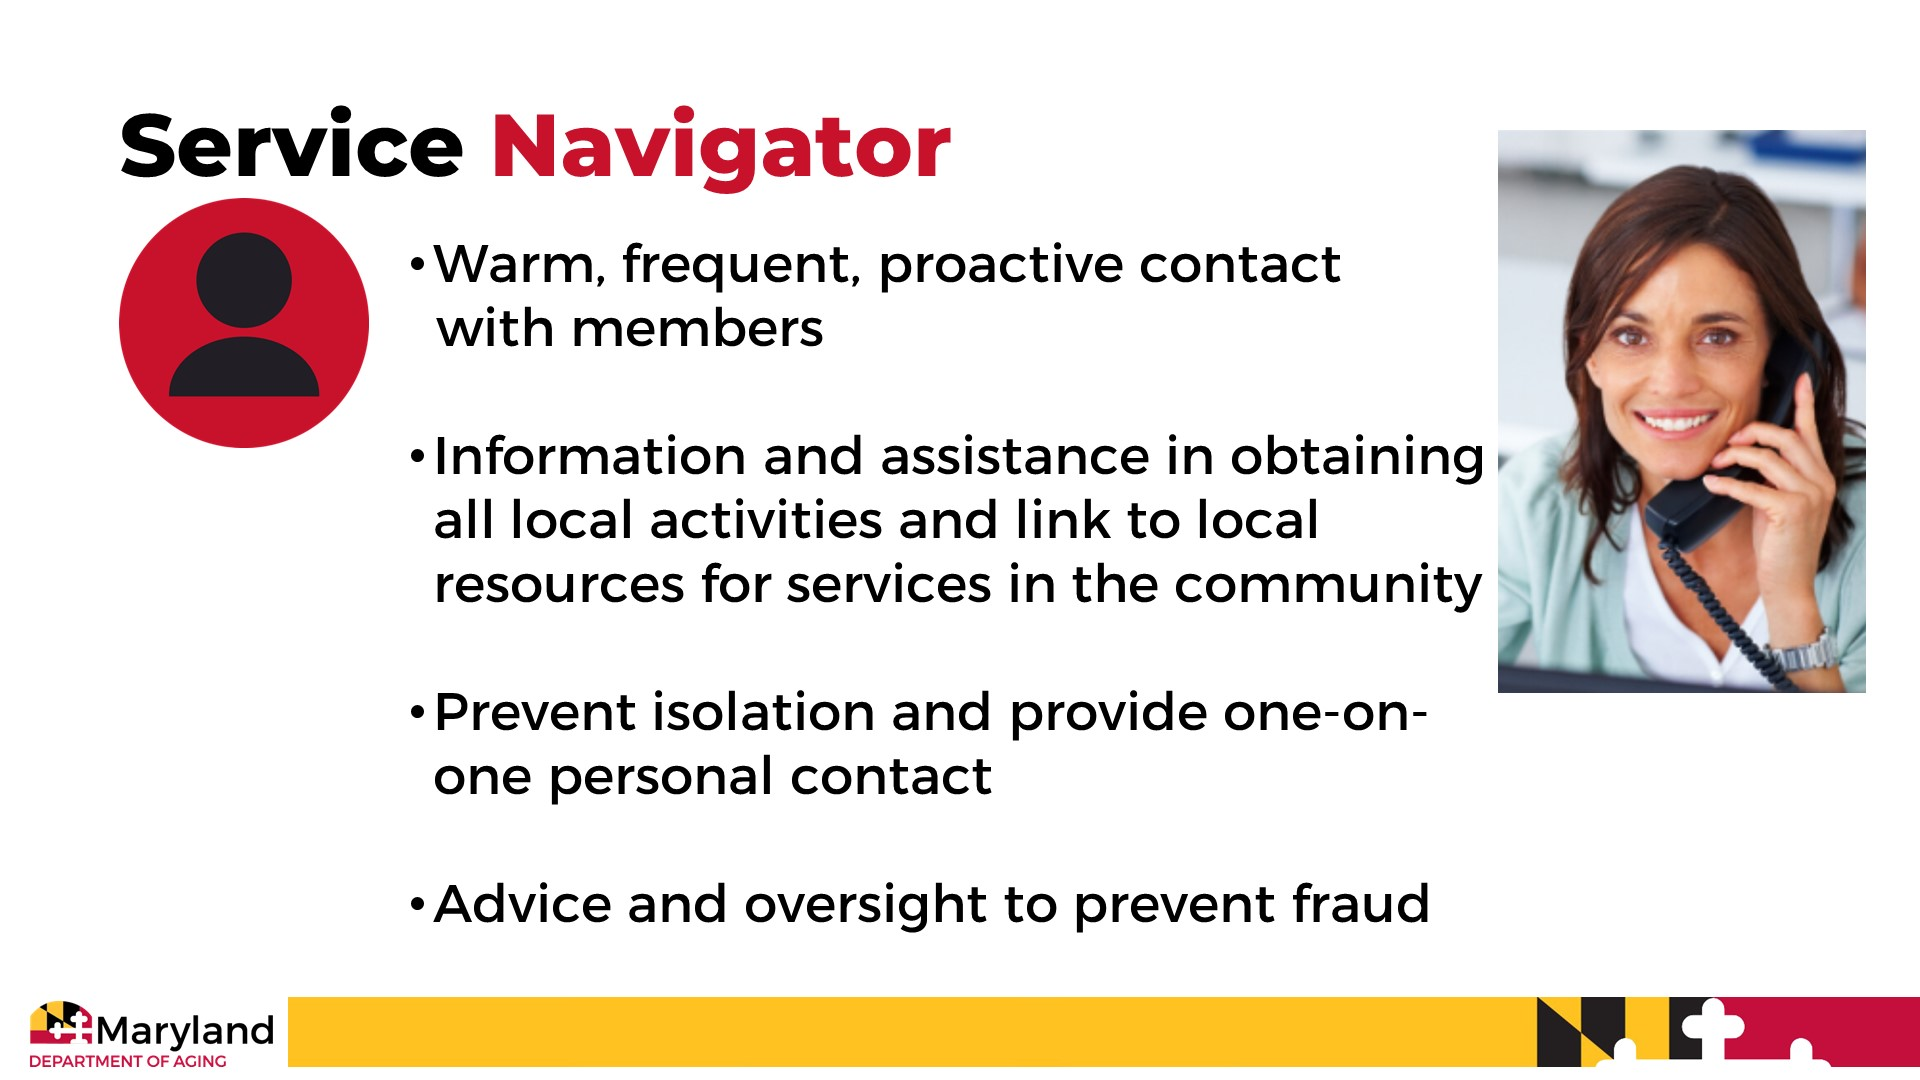 Service Navigator
•Warm, frequent, proactive contact
with members
•Information and assistance in obtaining
all local activities and link to local
resources for services in the community
•Prevent isolation and provide one-on-
one personal contact
•Advice and oversight to prevent fraud
Maryland
DEPARTMENT OF AGING